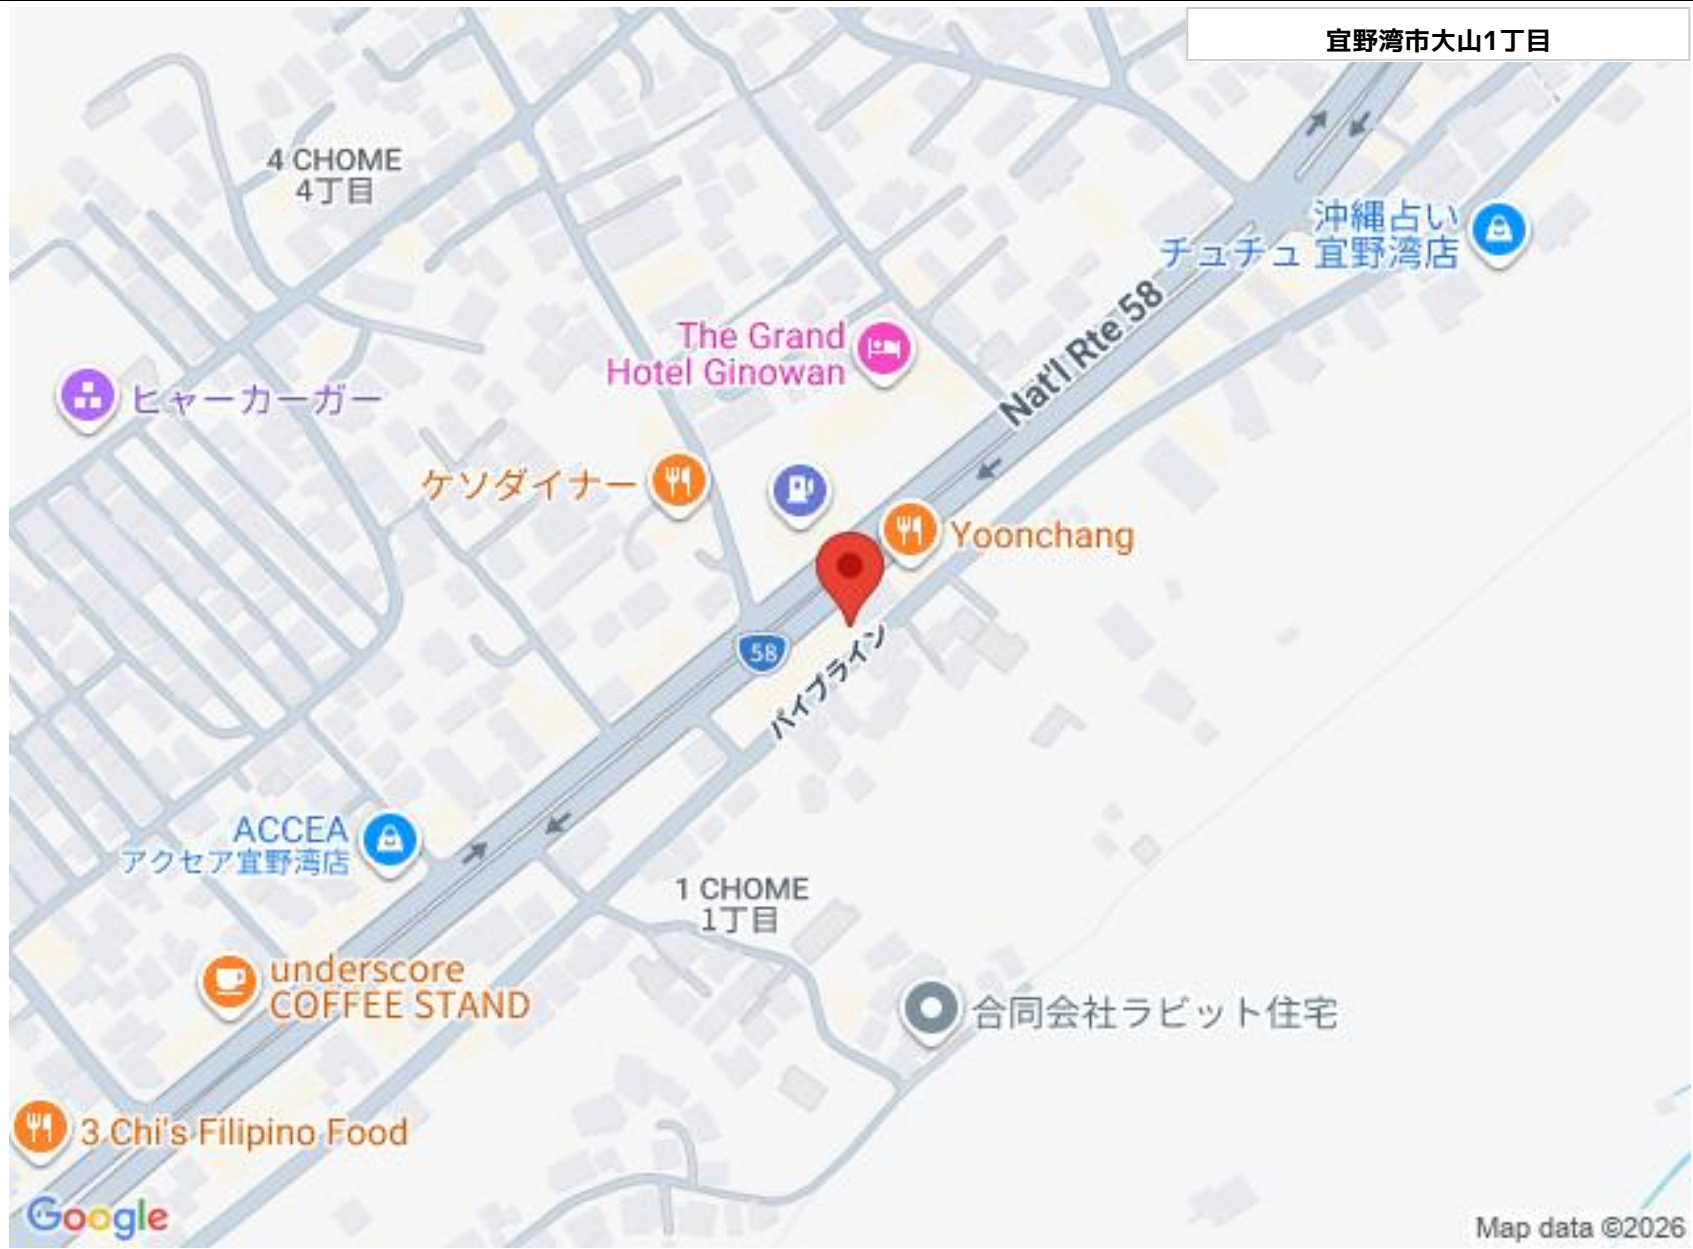 宜野湾市大山1丁目
4 CHOME
4丁目
沖縄占い
チュチュ 宜野湾店
Nat'l Rte 58
The Grand
Hotel Ginowan
ヒャーカーガー
ケソダイナー
Yoonchang
58
パイプライン
ACCEA
アクセア宜野湾店
1 CHOME
1丁目
underscore
COFFEE STAND
合同会社ラビット住宅
3 Chi's Filipino Food
Google
Map data ©2026